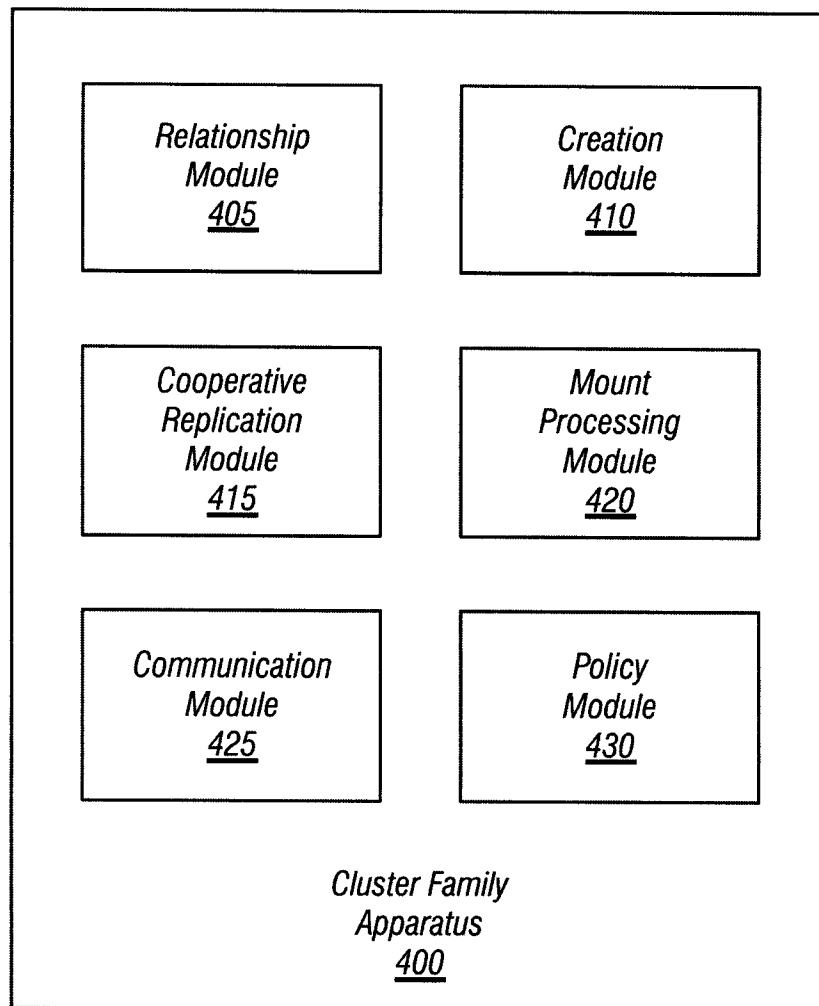 Relationship
Module
405
Creation
Module
410
Cooperative
Replication
Module
415
Mount
Processing
Module
420
Communication
Module
425
Policy
Module
430
Cluster Family
Apparatus
400